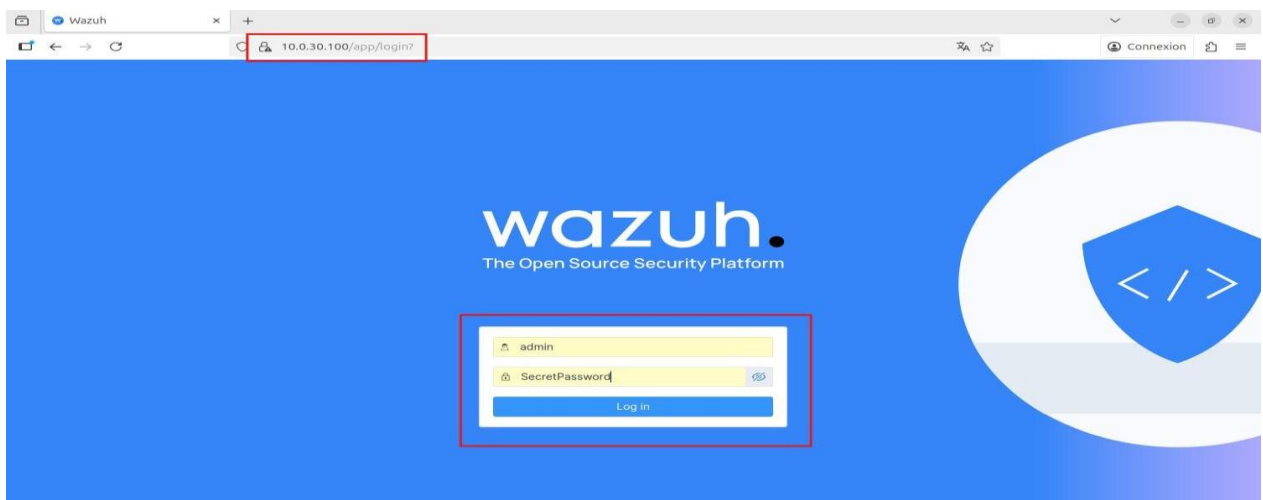 Wazuh
10.0.30.100/app/login?
Connexion
wazuh.
The Open Source Security Platform
</>
admin
SecretPassword
Log in